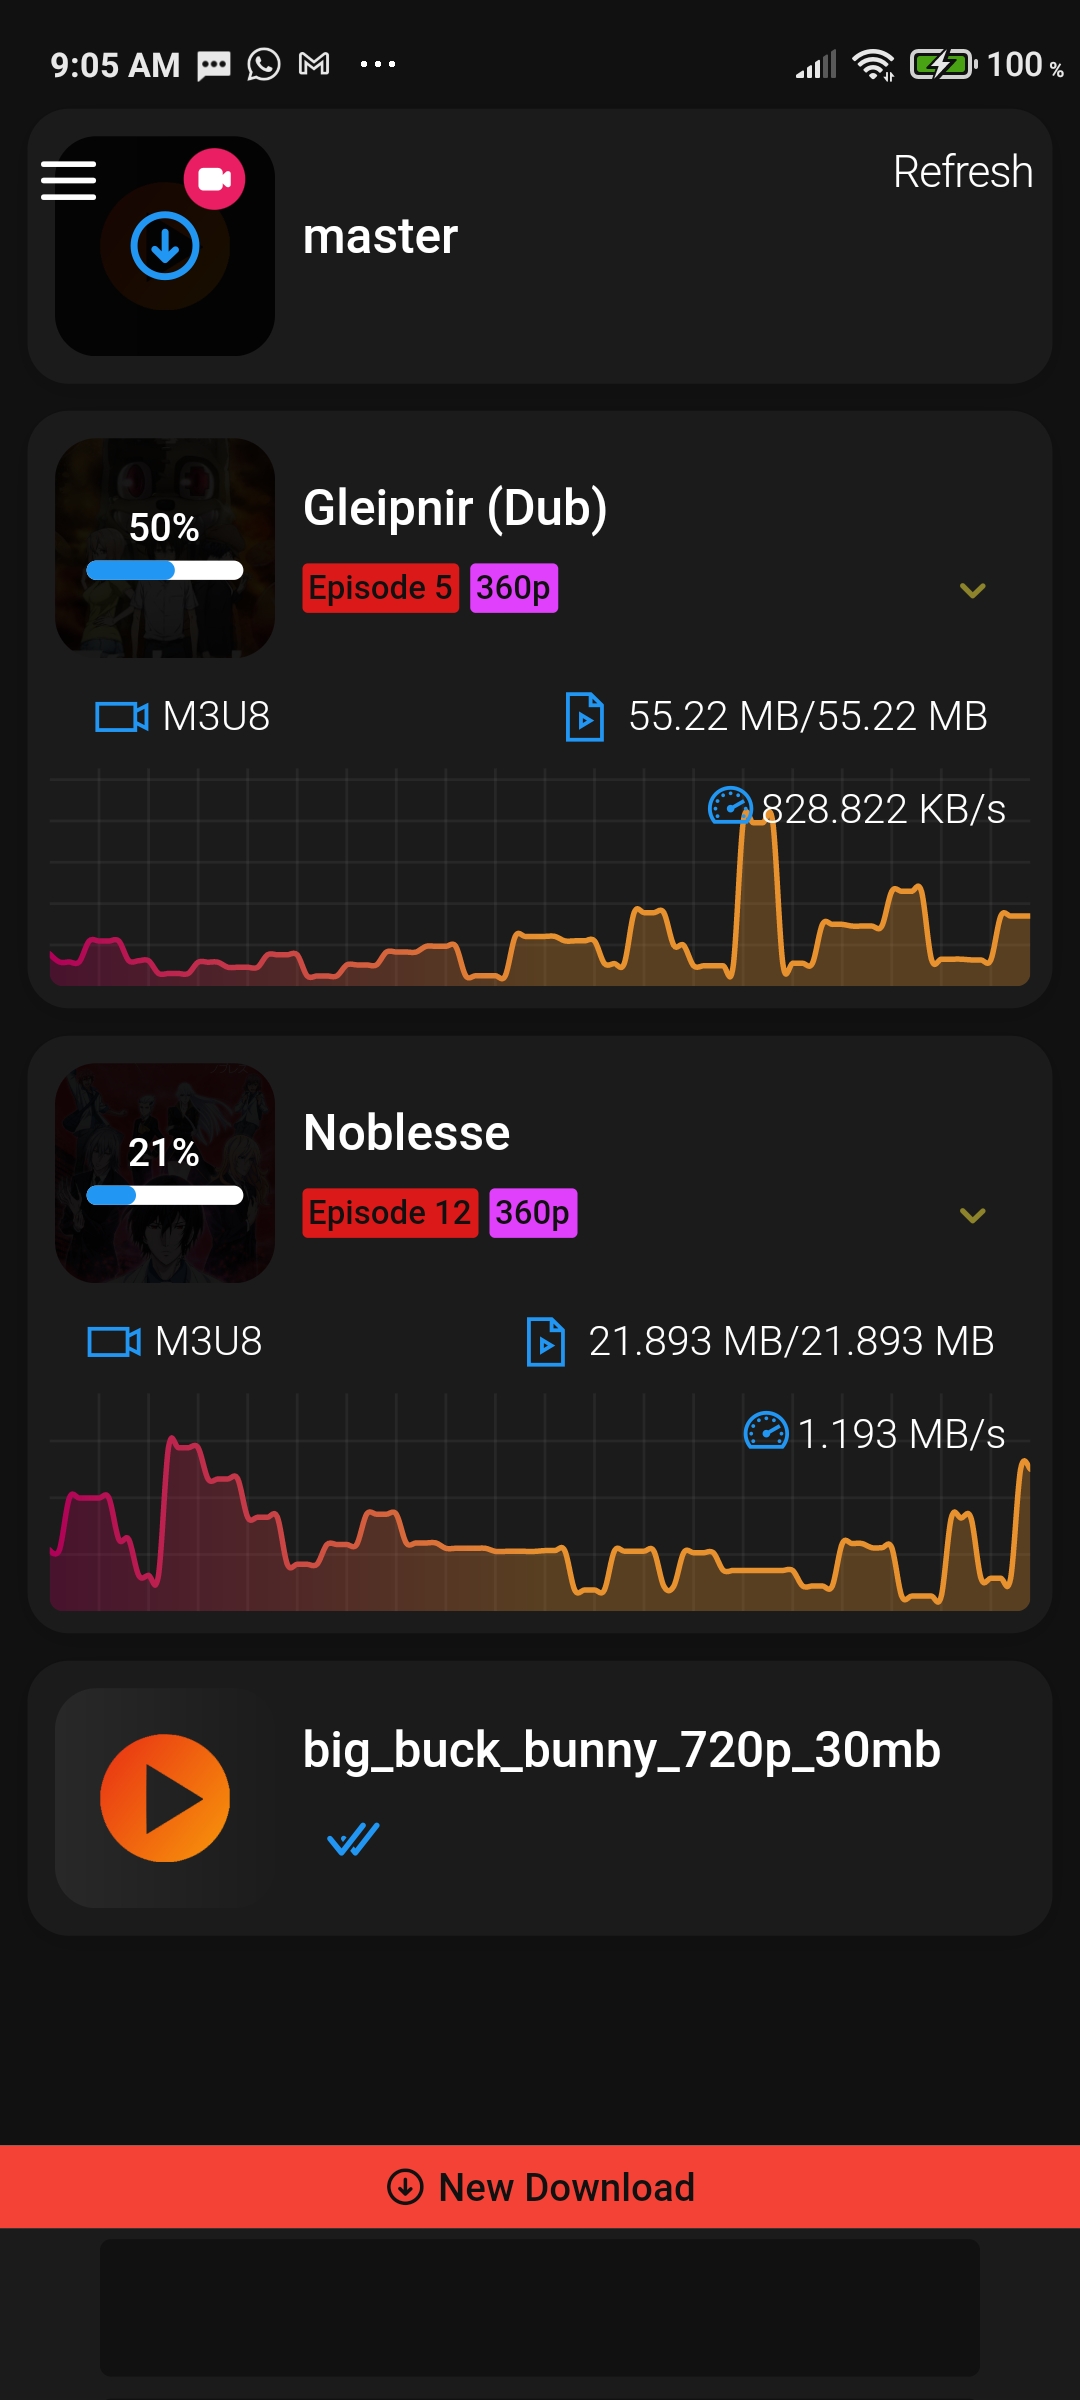 9:05 AM ... 100 %
Refresh
master
Gleipnir (Dub)
50%
Episode 5 360p
M3U8 55.22 MB/55.22 MB
828.822 KB/s
Noblesse
21%
Episode 12 360p
M3U8 21.893 MB/21.893 MB
1.193 MB/s
big_buck_bunny_720p_30mb
New Download